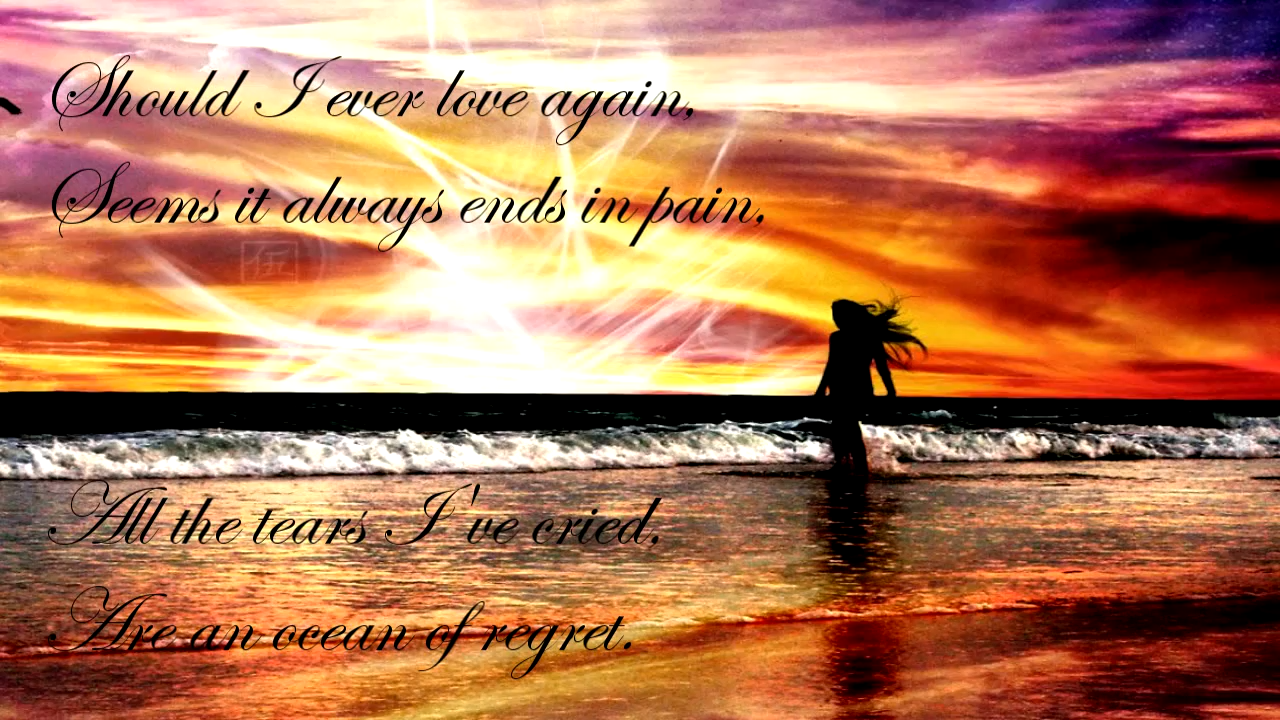 Should I ever love again,
Seems it always ends in pain,
All the tears I've cried,
Are an ocean of regret.